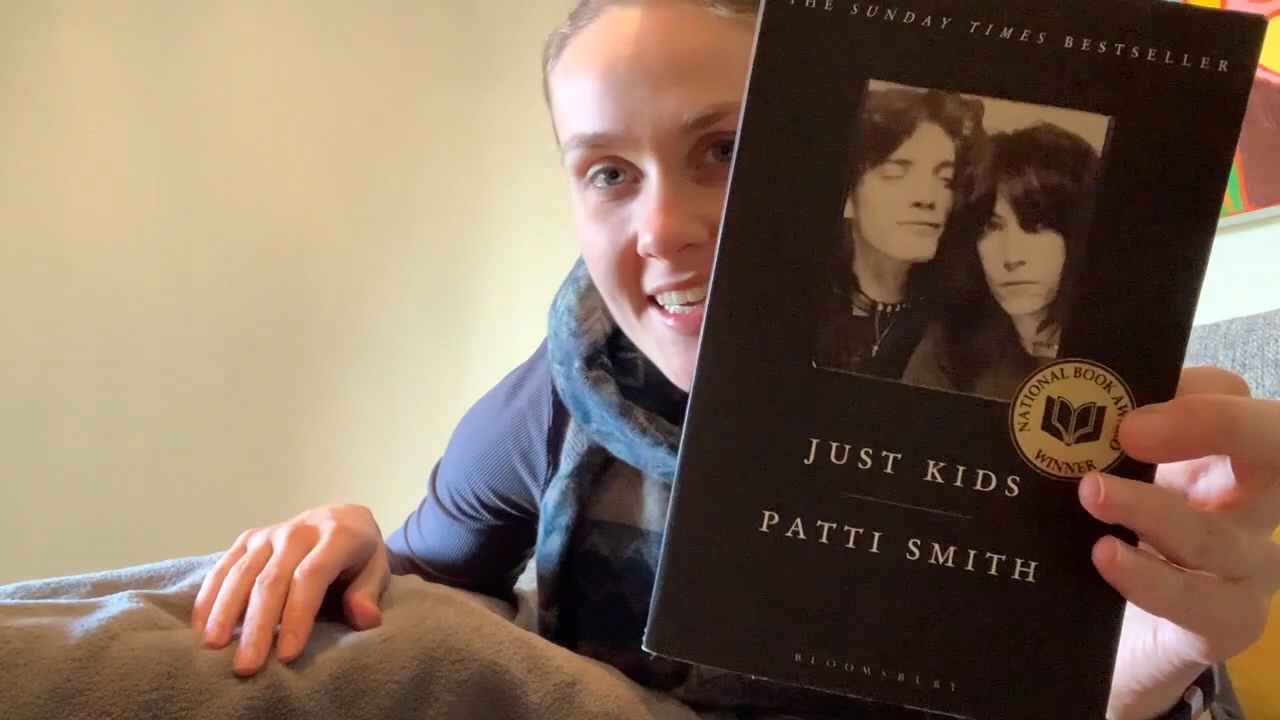 THE SUNDAY TIMES BESTSELLER
NATIONAL BOOK AWARD
WINNER
JUST KIDS
PATTI SMITH
BLOOMSBURY